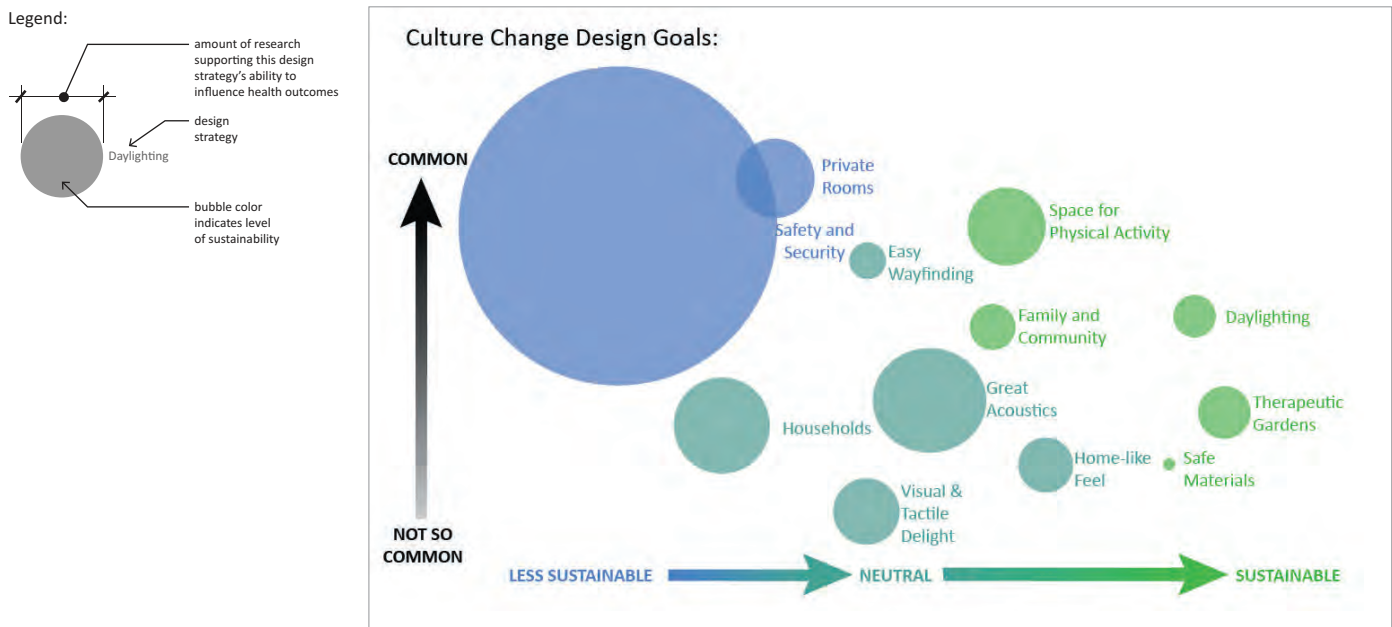 Legend:
amount of research
supporting this design
strategy's ability to
influence health outcomes
design
strategy
Daylighting
bubble color
indicates level
of sustainability
Culture Change Design Goals:
COMMON
Private
Rooms
Safety and
Security
Easy
Wayfinding
Space for
Physical Activity
Family and
Community
Daylighting
Great
Acoustics
Households
Therapeutic
Gardens
Home-like
Feel
Safe
Materials
Visual &
Tactile
Delight
NOT SO
COMMON
LESS SUSTAINABLE
NEUTRAL
SUSTAINABLE